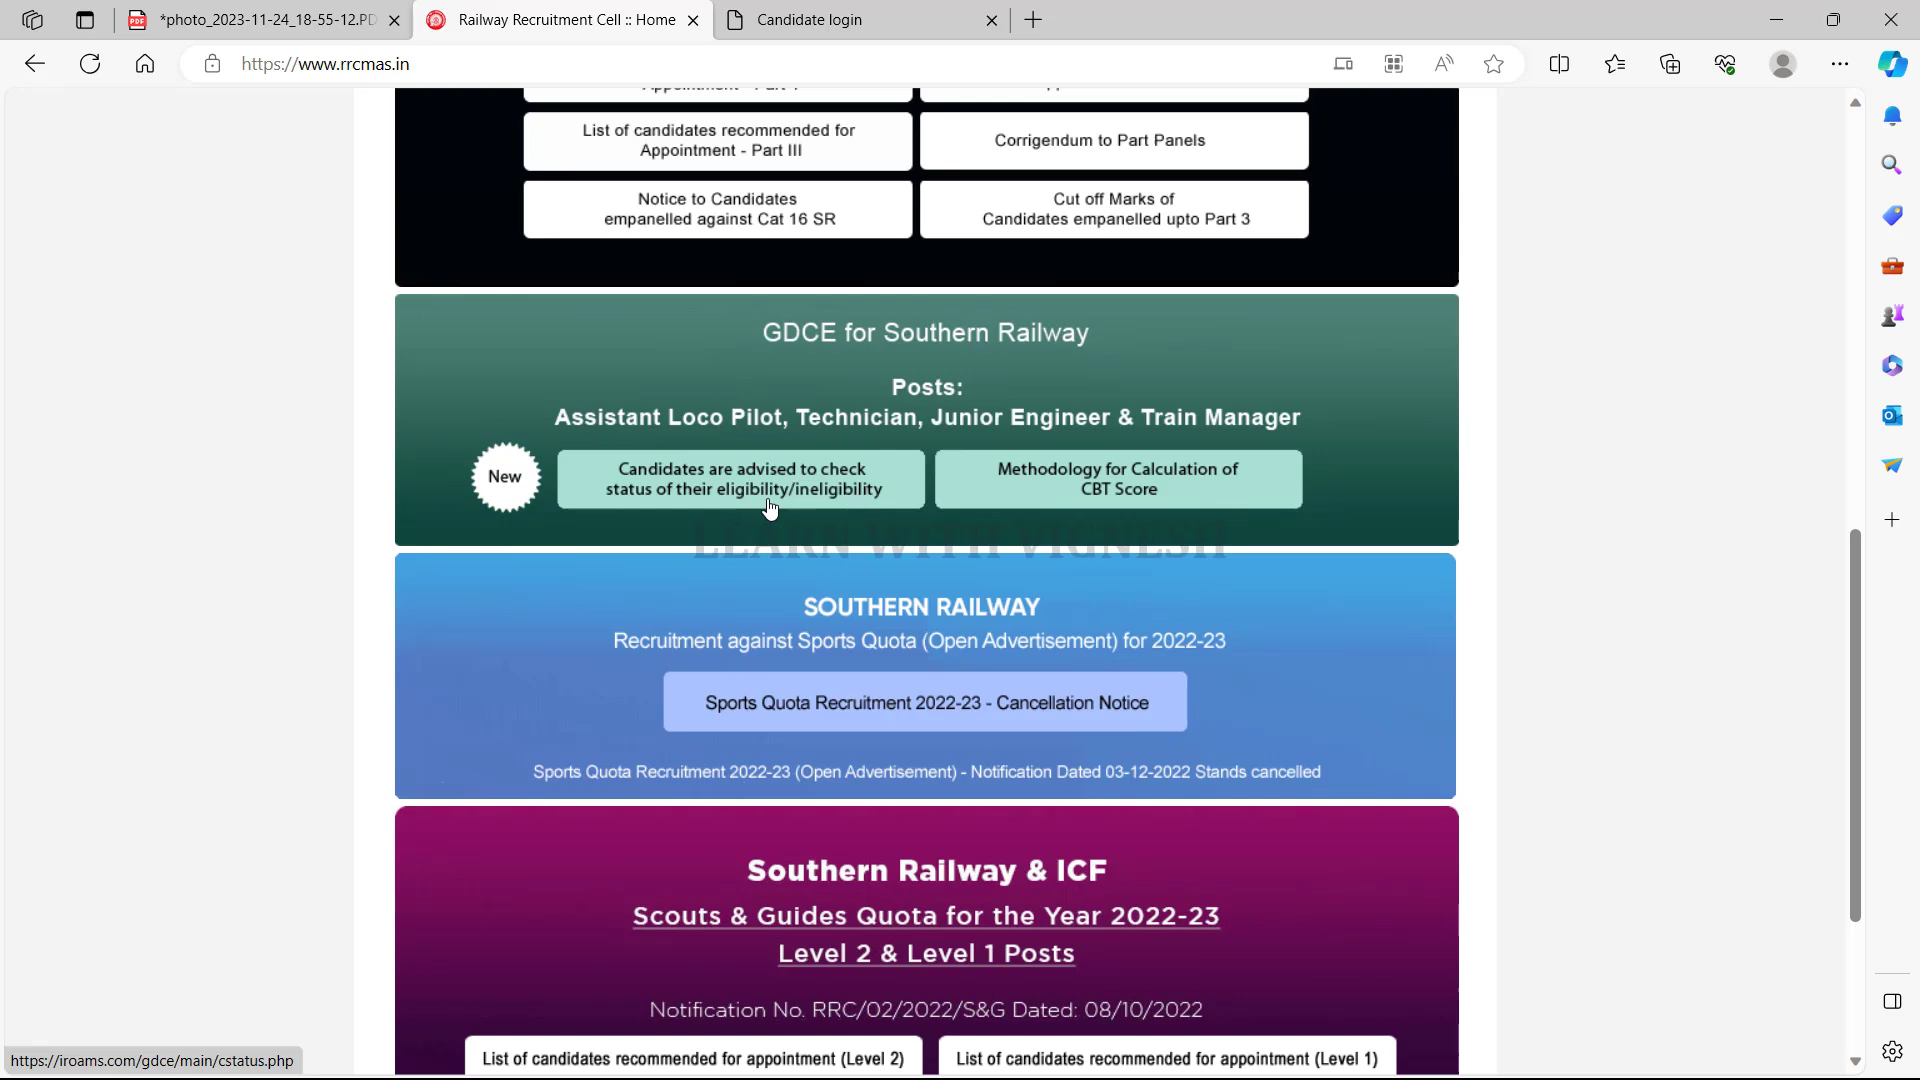 *photo_2023-11-24_18-55-12.PD
Railway Recruitment Cell :: Home
Candidate login
https://www.rrcmas.in
List of candidates recommended for
Appointment - Part III
Corrigendum to Part Panels
Notice to Candidates
empanelled against Cat 16 SR
Cut off Marks of
Candidates empanelled upto Part 3
GDCE for Southern Railway
Posts:
Assistant Loco Pilot, Technician, Junior Engineer & Train Manager
New
Candidates are advised to check
status of their eligibility/ineligibility
Methodology for Calculation of
CBT Score
LEARN WITH VIGNESH
SOUTHERN RAILWAY
Recruitment against Sports Quota (Open Advertisement) for 2022-23
Sports Quota Recruitment 2022-23 - Cancellation Notice
Sports Quota Recruitment 2022-23 (Open Advertisement) - Notification Dated 03-12-2022 Stands cancelled
Southern Railway & ICF
Scouts & Guides Quota for the Year 2022-23
Level 2 & Level 1 Posts
Notification No. RRC/02/2022/S&G Dated: 08/10/2022
List of candidates recommended for appointment (Level 2)
List of candidates recommended for appointment (Level 1)
https://iroams.com/gdce/main/cstatus.php